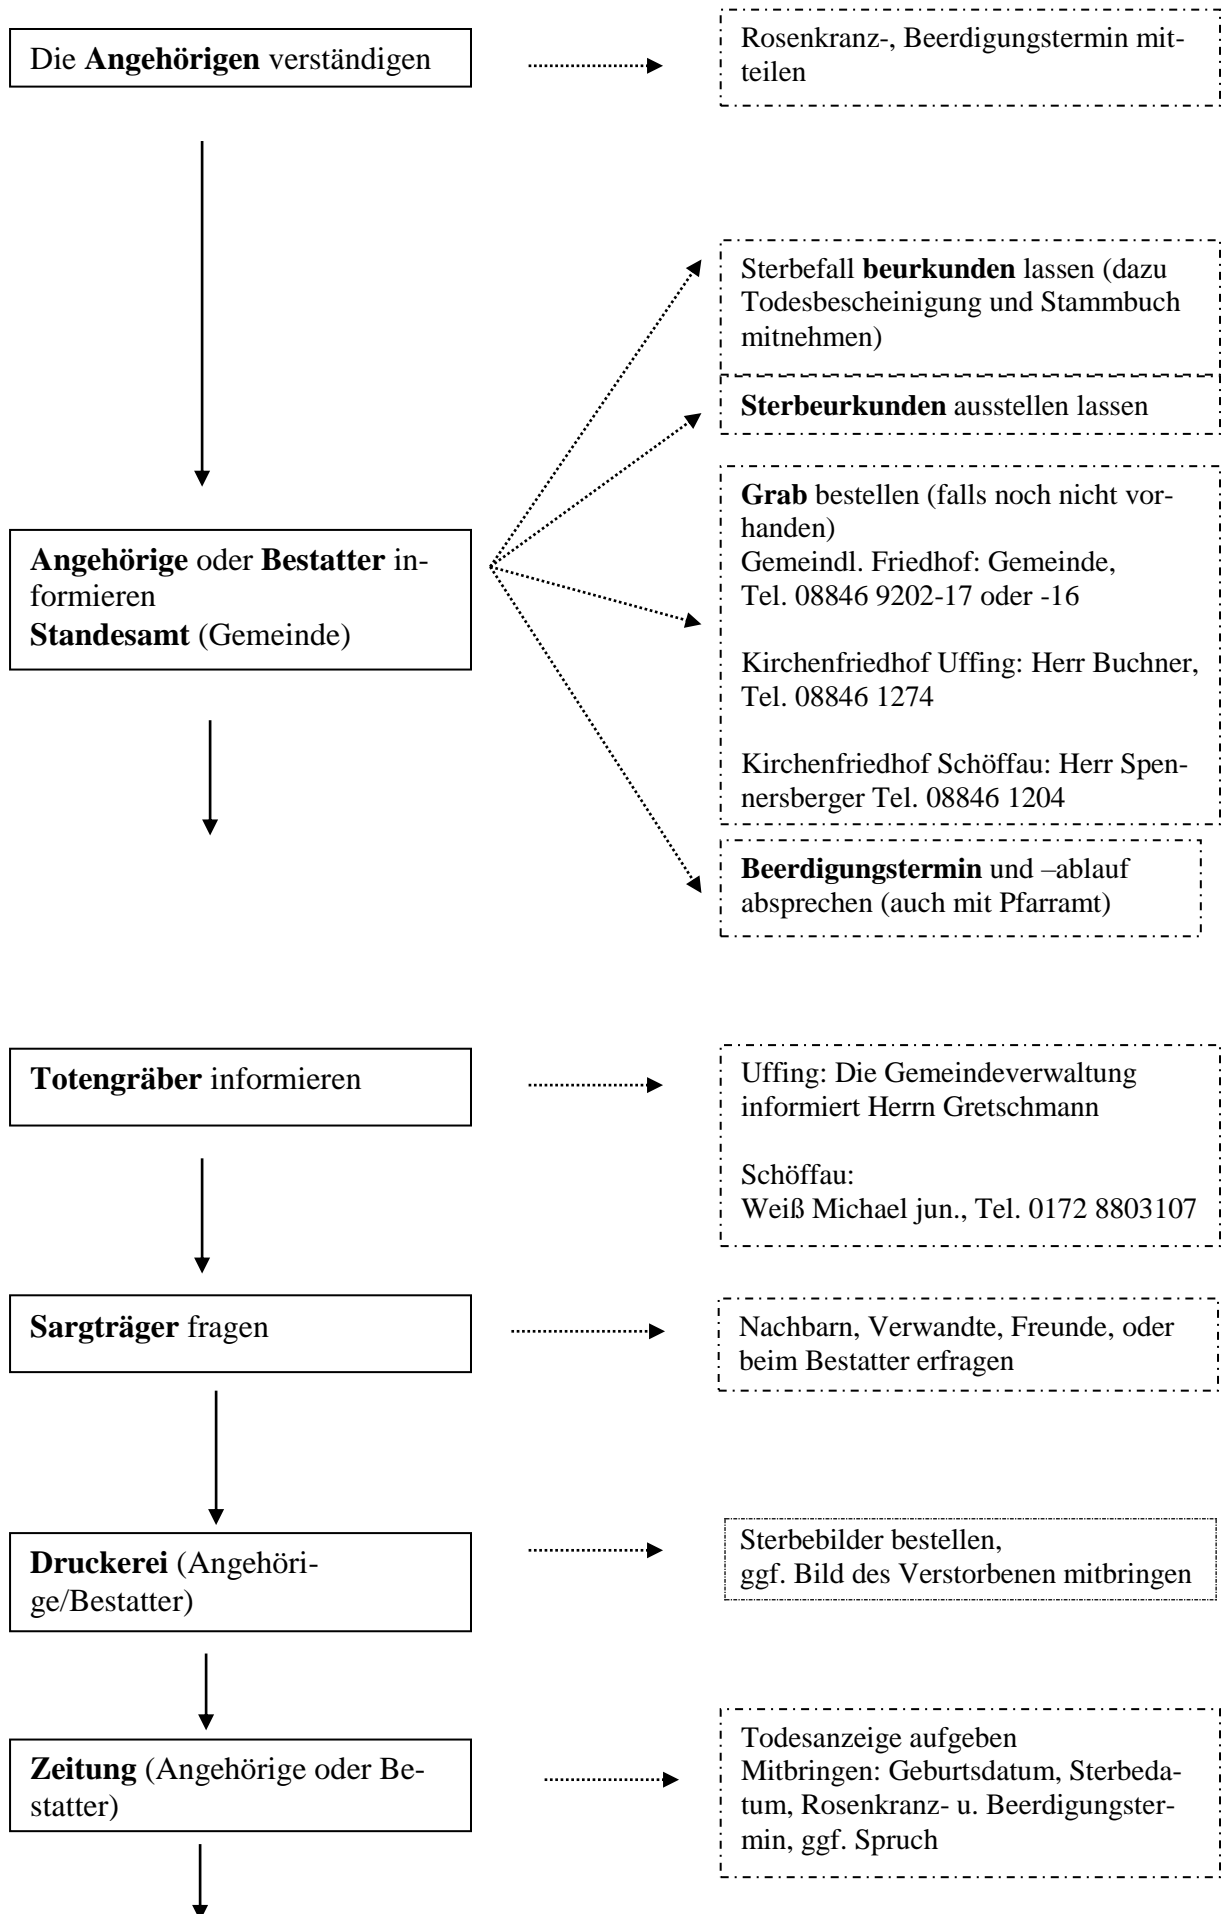 Die Angehörigen verständigen
Rosenkranz-, Beerdigungstermin mit-
teilen
Angehörige oder Bestatter in-
formieren
Standesamt (Gemeinde)
Sterbefall beurkunden lassen (dazu
Todesbescheinigung und Stammbuch
mitnehmen)
Sterbeurkunden ausstellen lassen
Grab bestellen (falls noch nicht vor-
handen)
Gemeindl. Friedhof: Gemeinde,
Tel. 08846 9202-17 oder -16
Kirchenfriedhof Uffing: Herr Buchner,
Tel. 08846 1274
Kirchenfriedhof Schöffau: Herr Spen-
nersberger Tel. 08846 1204
Beerdigungstermin und –ablauf
absprechen (auch mit Pfarramt)
Totengräber informieren
Uffing: Die Gemeindeverwaltung
informiert Herrn Gretschmann
Schöffau:
Weiß Michael jun., Tel. 0172 8803107
Sargträger fragen
Nachbarn, Verwandte, Freunde, oder
beim Bestatter erfragen
Druckerei (Angehöri-
ge/Bestatter)
Sterbebilder bestellen,
ggf. Bild des Verstorbenen mitbringen
Zeitung (Angehörige oder Be-
statter)
Todesanzeige aufgeben
Mitbringen: Geburtsdatum, Sterbeda-
tum, Rosenkranz- u. Beerdigungster-
min, ggf. Spruch